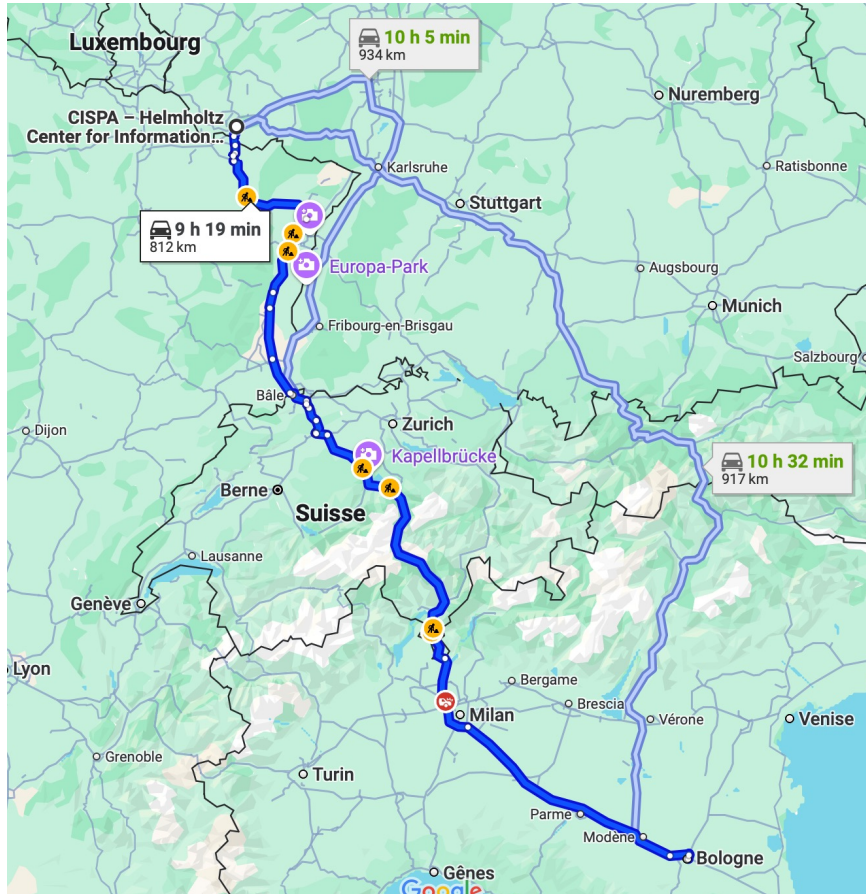 Luxembourg
10 h 5 min
934 km
Nuremberg
CISPA – Helmholtz
Center for Information...
Karlsruhe
Ratisbonne
Stuttgart
9 h 19 min
812 km
Europa-Park
Augsbourg
Munich
Fribourg-en-Brisgau
Salzbourg
Bâle
Zurich
Dijon
Kapellbrücke
10 h 32 min
917 km
Berne
Suisse
Lausanne
Genève
Lyon
Bergame
Brescia
Milan
Vérone
Venise
Grenoble
Turin
Parme
Modène
Bologne
Gênes
Google